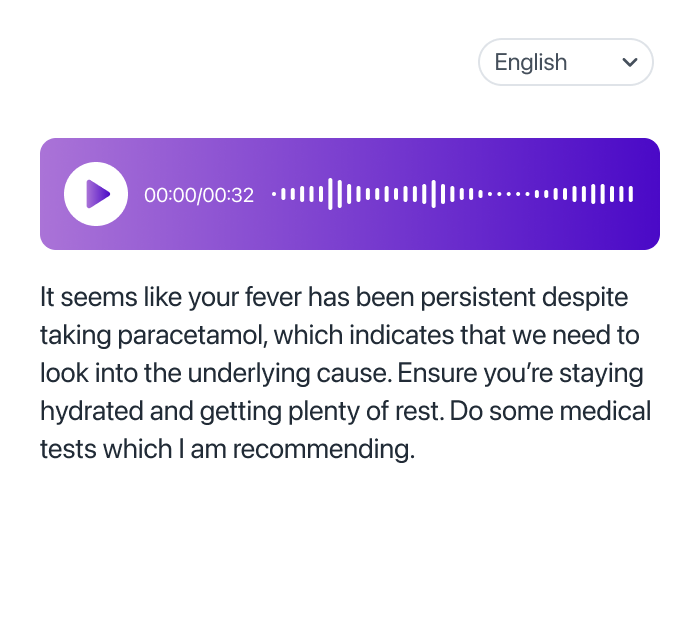 English
00:00/00:32
It seems like your fever has been persistent despite
taking paracetamol, which indicates that we need to
look into the underlying cause. Ensure you’re staying
hydrated and getting plenty of rest. Do some medical
tests which I am recommending.